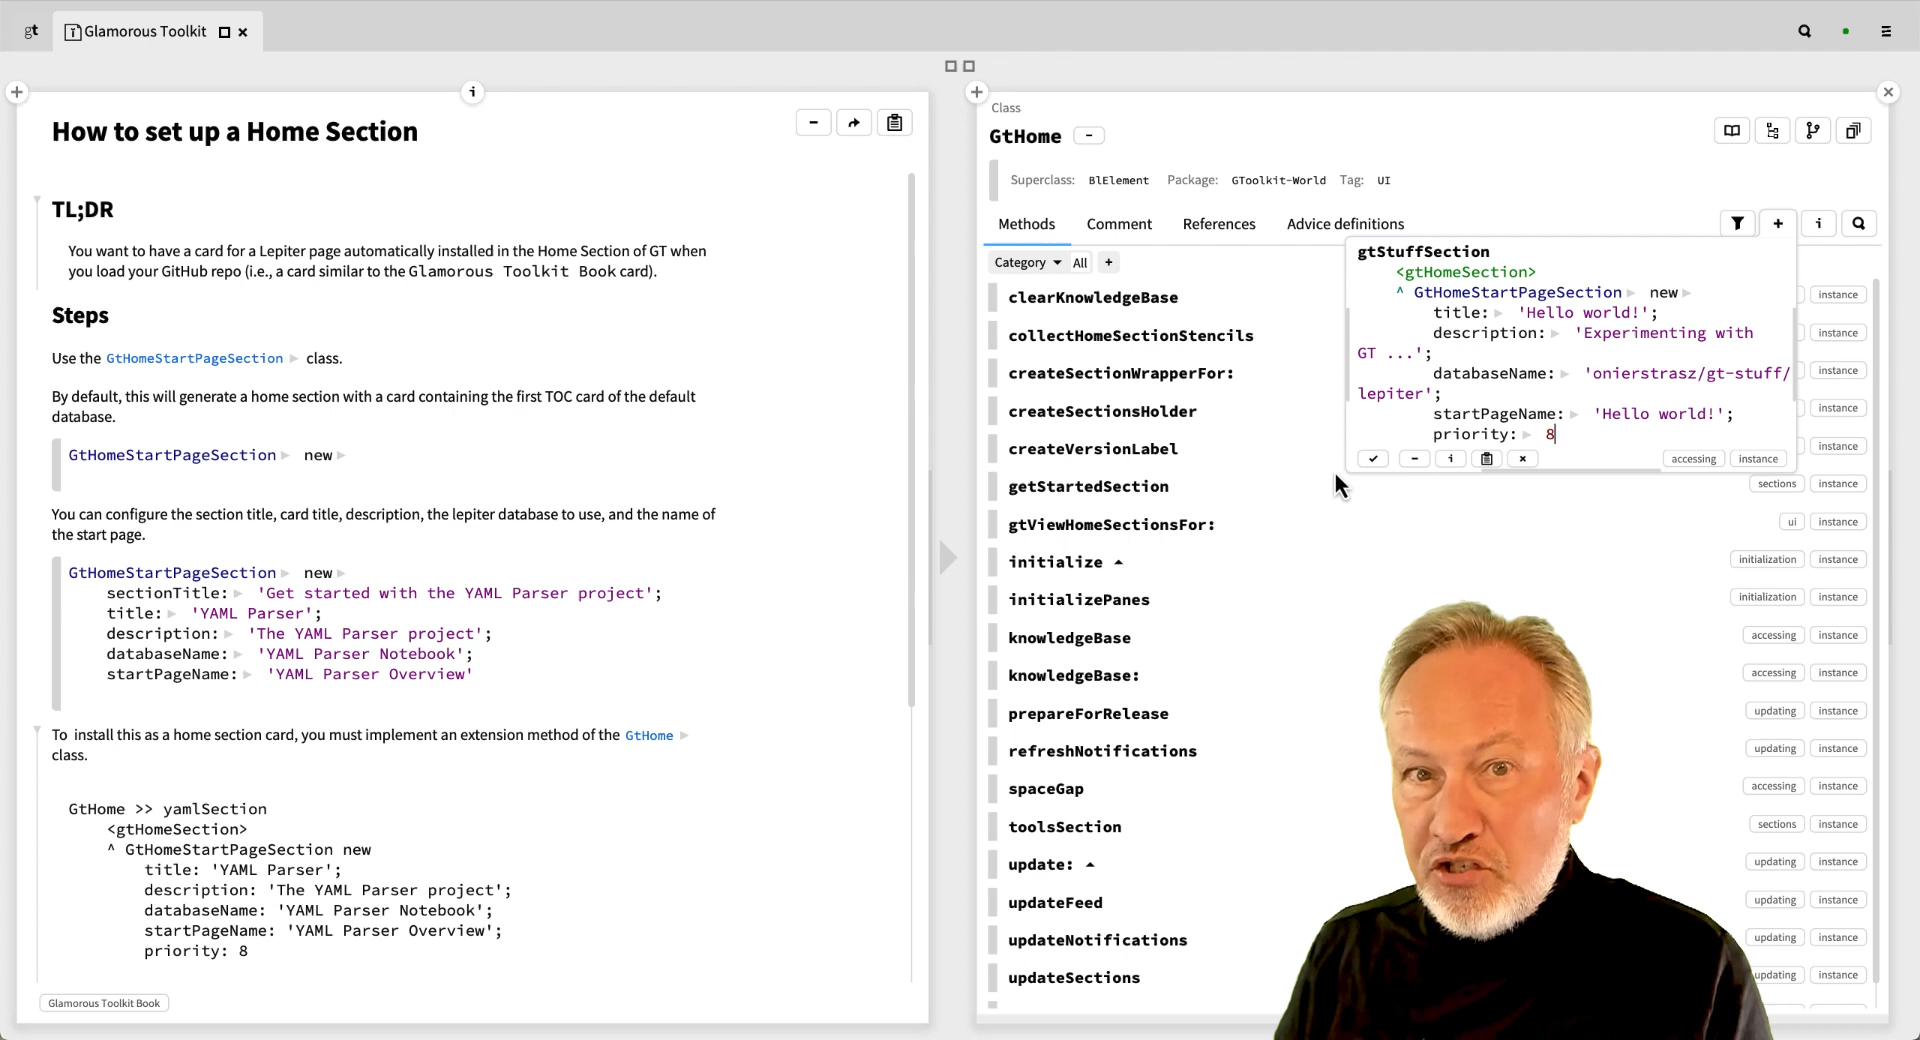 gt
Glamorous Toolkit
How to set up a Home Section
TL;DR
You want to have a card for a Lepiter page automatically installed in the Home Section of GT when
you load your GitHub repo (i.e., a card similar to the Glamorous Toolkit Book card).
Steps
Use the GtHomeStartPageSection class.
By default, this will generate a home section with a card containing the first TOC card of the default
database.
GtHomeStartPageSection new
You can configure the section title, card title, description, the lepiter database to use, and the name of
the start page.
GtHomeStartPageSection new
sectionTitle: 'Get started with the YAML Parser project';
title: 'YAML Parser';
description: 'The YAML Parser project';
databaseName: 'YAML Parser Notebook';
startPageName: 'YAML Parser Overview'
To install this as a home section card, you must implement an extension method of the GtHome
class.
GtHome >> yamlSection
<gtHomeSection>
^ GtHomeStartPageSection new
title: 'YAML Parser';
description: 'The YAML Parser project';
databaseName: 'YAML Parser Notebook';
startPageName: 'YAML Parser Overview';
priority: 8
Glamorous Toolkit Book
Class
GtHome
Superclass: BlElement Package: GToolkit-World Tag: UI
Methods Comment References Advice definitions
Category All +
gtStuffSection
<gtHomeSection>
^ GtHomeStartPageSection new
title: 'Hello world!';
description: 'Experimenting with
GT ...';
databaseName: 'onierstrasz/gt-stuff/
lepiter';
startPageName: 'Hello world!';
priority: 8
accessing instance
clearKnowledgeBase instance
collectHomeSectionStencils instance
createSectionWrapperFor: instance
createSectionsHolder instance
createVersionLabel instance
getStartedSection sections instance
gtViewHomeSectionsFor: ui instance
initialize initialization instance
initializePanes initialization instance
knowledgeBase accessing instance
knowledgeBase: accessing instance
prepareForRelease updating instance
refreshNotifications updating instance
spaceGap accessing instance
toolsSection sections instance
update: updating instance
updateFeed updating instance
updateNotifications updating instance
updateSections updating instance